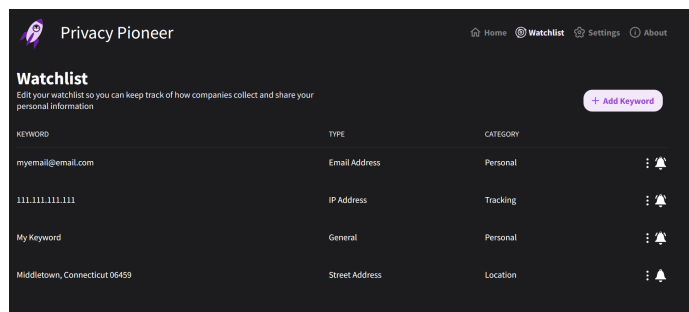 Privacy Pioneer
Home Watchlist Settings About
Watchlist
Edit your watchlist so you can keep track of how companies collect and share your
personal information
+ Add Keyword
KEYWORD TYPE CATEGORY
myemail@email.com Email Address Personal
111.111.111.111 IP Address Tracking
My Keyword General Personal
Middletown, Connecticut 06459 Street Address Location